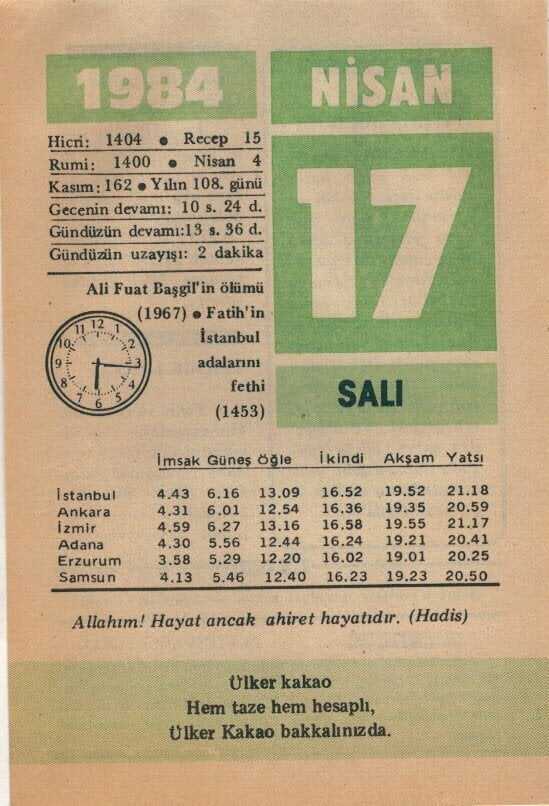 1984
NİSAN
Hicri: 1404 ● Recep 15
Rumi: 1400 ● Nisan 4
Kasım: 162 ● Yılın 108. günü
Gecenin devamı: 10 s. 24 d.
Gündüzün devamı:13 s. 36 d.
Gündüzün uzayışı: 2 dakika
17
SALI
Ali Fuat Başgil'in ölümü
(1967) ● Fatih'in
İstanbul
adalarını
fethi
(1453)
12 1 2 3 4 5 6 7 8 9 10 11
İmsak Güneş Öğle İkindi Akşam Yatsı
İstanbul 4.43 6.16 13.09 16.52 19.52 21.18
Ankara 4.31 6.01 12.54 16.36 19.35 20.59
İzmir 4.59 6.27 13.16 16.58 19.55 21.17
Adana 4.30 5.56 12.44 16.24 19.21 20.41
Erzurum 3.58 5.29 12.20 16.02 19.01 20.25
Samsun 4.13 5.46 12.40 16.23 19.23 20.50
Allahım! Hayat ancak ahiret hayatıdır. (Hadis)
Ülker kakao
Hem taze hem hesaplı,
Ülker Kakao bakkalınızda.